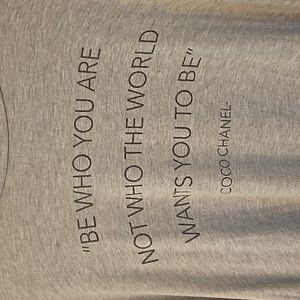 "BE WHO YOU ARE
NOT WHO THE WORLD
WANTS YOU TO BE"
COCO CHANEL-